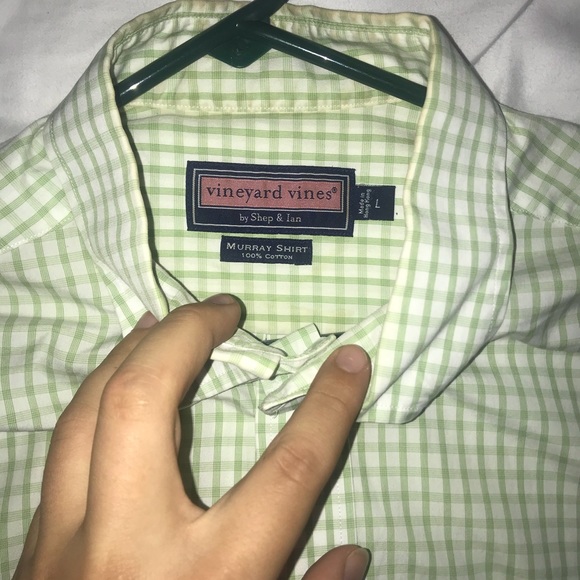 vineyard vines®
by Shep & Ian
Made in
Hong Kong
L
MURRAY SHIRT
100% COTTON